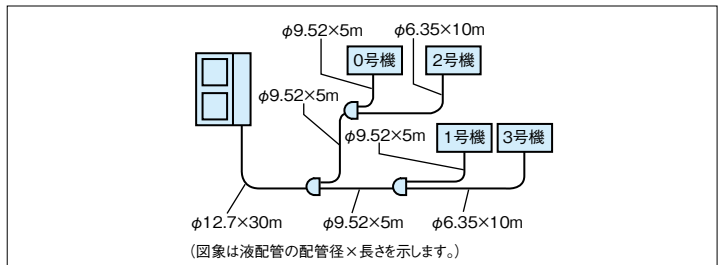 φ9.52×5m
φ6.35×10m
0号機
2号機
φ9.52×5m
φ9.52×5m
1号機
3号機
φ12.7×30m
φ9.52×5m
φ6.35×10m
(図象は液配管の配管径×長さを示します。)